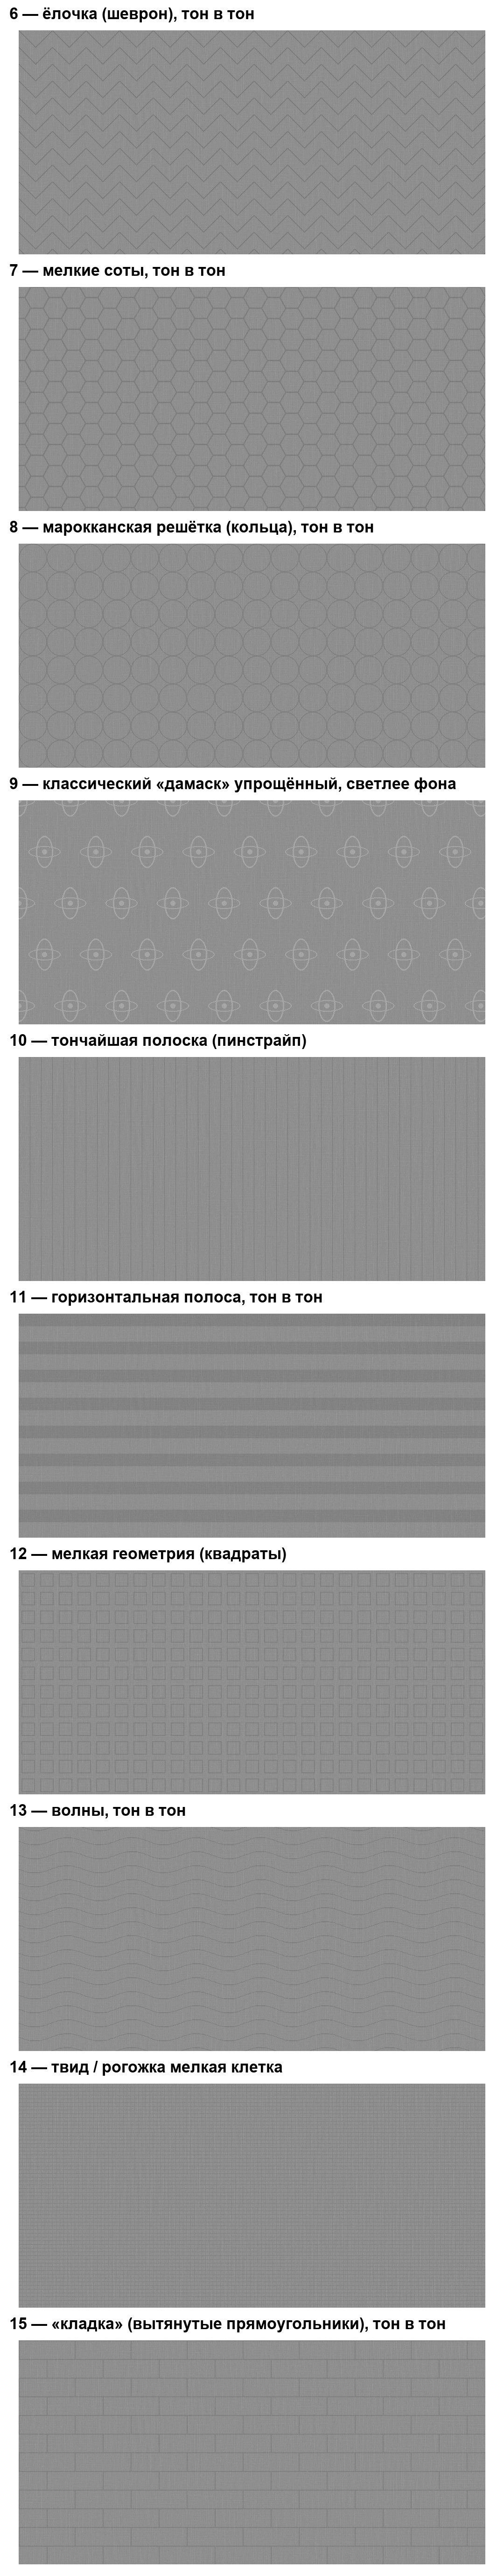 6 — ёлочка (шеврон), тон в тон
7 — мелкие соты, тон в тон
8 — марокканская решётка (кольца), тон в тон
9 — классический «дамаск» упрощённый, светлее фона
10 — тончайшая полоска (пинстрайп)
11 — горизонтальная полоса, тон в тон
12 — мелкая геометрия (квадраты)
13 — волны, тон в тон
14 — твид / рогожка мелкая клетка
15 — «кладка» (вытянутые прямоугольники), тон в тон